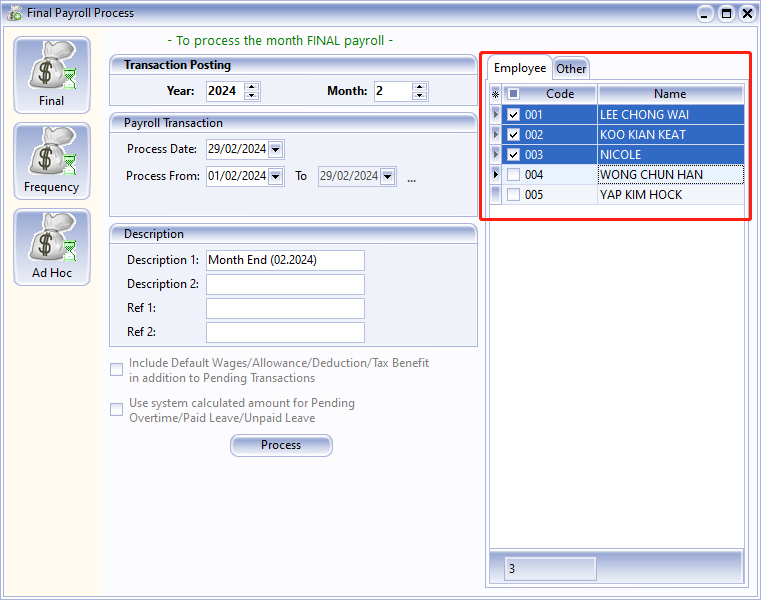 Final Payroll Process
Final
Frequency
Ad Hoc
- To process the month FINAL payroll -
Transaction Posting
Year: 2024 Month: 2
Payroll Transaction
Process Date: 29/02/2024
Process From: 01/02/2024 To 29/02/2024 ...
Description
Description 1: Month End (02.2024)
Description 2:
Ref 1:
Ref 2:
Include Default Wages/Allowance/Deduction/Tax Benefit
in addition to Pending Transactions
Use system calculated amount for Pending
Overtime/Paid Leave/Unpaid Leave
Process
Employee Other
Code Name
001 LEE CHONG WAI
002 KOO KIAN KEAT
003 NICOLE
004 WONG CHUN HAN
005 YAP KIM HOCK
3